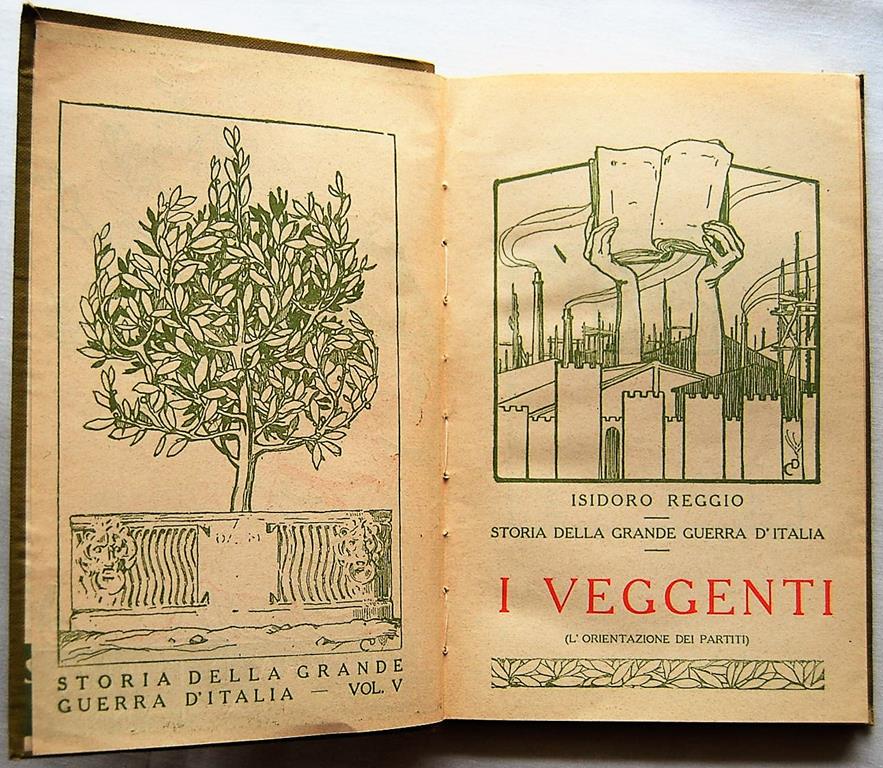 STORIA DELLA GRANDE
GUERRA D'ITALIA — VOL. V
ISIDORO REGGIO
STORIA DELLA GRANDE GUERRA D'ITALIA
I VEGGENTI
(L'ORIENTAZIONE DEI PARTITI)